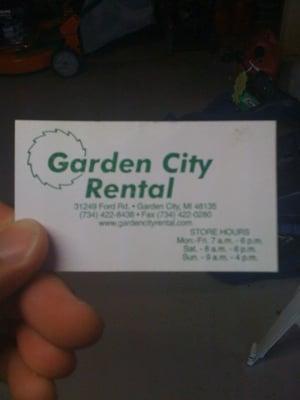 Garden City
Rental
31249 Ford Rd. • Garden City, MI 48135
(734) 422-8438 • Fax (734) 422-0280
www.gardencityrental.com
STORE HOURS
Mon.-Fri. 7 a.m. - 6 p.m.
Sat. - 8 a.m. - 6 p.m.
Sun. - 9 a.m. - 4 p.m.